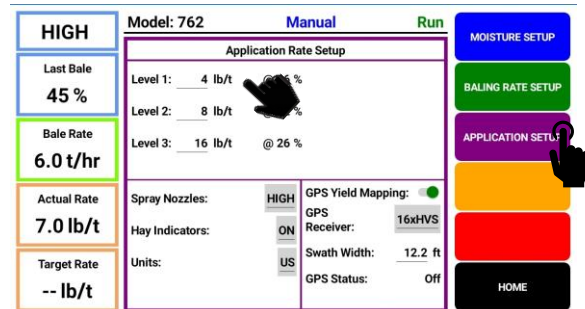 HIGH
Last Bale
45 %
Bale Rate
6.0 t/hr
Actual Rate
7.0 lb/t
Target Rate
-- lb/t
Model: 762 Manual Run
Application Rate Setup
Level 1: 4 lb/t %
Level 2: 8 lb/t %
Level 3: 16 lb/t @ 26 %
Spray Nozzles: HIGH
Hay Indicators: ON
Units: US
GPS Yield Mapping:
GPS
Receiver: 16xHVS
Swath Width: 12.2 ft
GPS Status: Off
MOISTURE SETUP
BALING RATE SETUP
APPLICATION SETUP
HOME